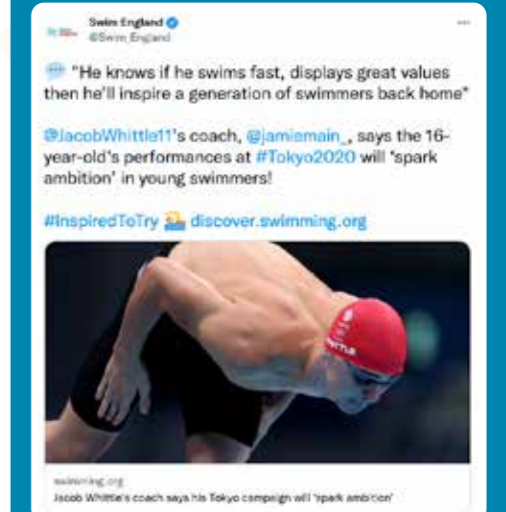 Swim England
@Swim_England
"He knows if he swims fast, displays great values
then he'll inspire a generation of swimmers back home"
@JacobWhittle11's coach, @jamiemain_, says the 16-
year-old's performances at #Tokyo2020 will 'spark
ambition' in young swimmers!
#InspiredToTry discover.swimming.org
swimming.org
Jacob Whittle's coach says his Tokyo campaign will 'spark ambition'